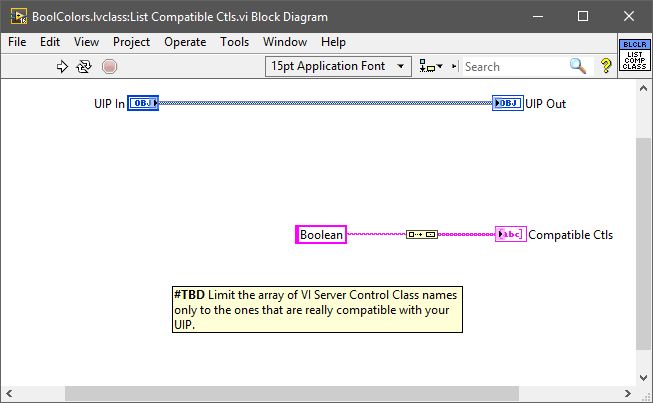 BoolColors.lvclass:List Compatible Ctls.vi Block Diagram
File Edit View Project Operate Tools Window Help
15pt Application Font
Search
?
BLCLR
LIST
COMP
CLASS
UIP In
OBJ
OBJ
UIP Out
Boolean
abc
Compatible Ctls
#TBD Limit the array of VI Server Control Class names
only to the ones that are really compatible with your
UIP.